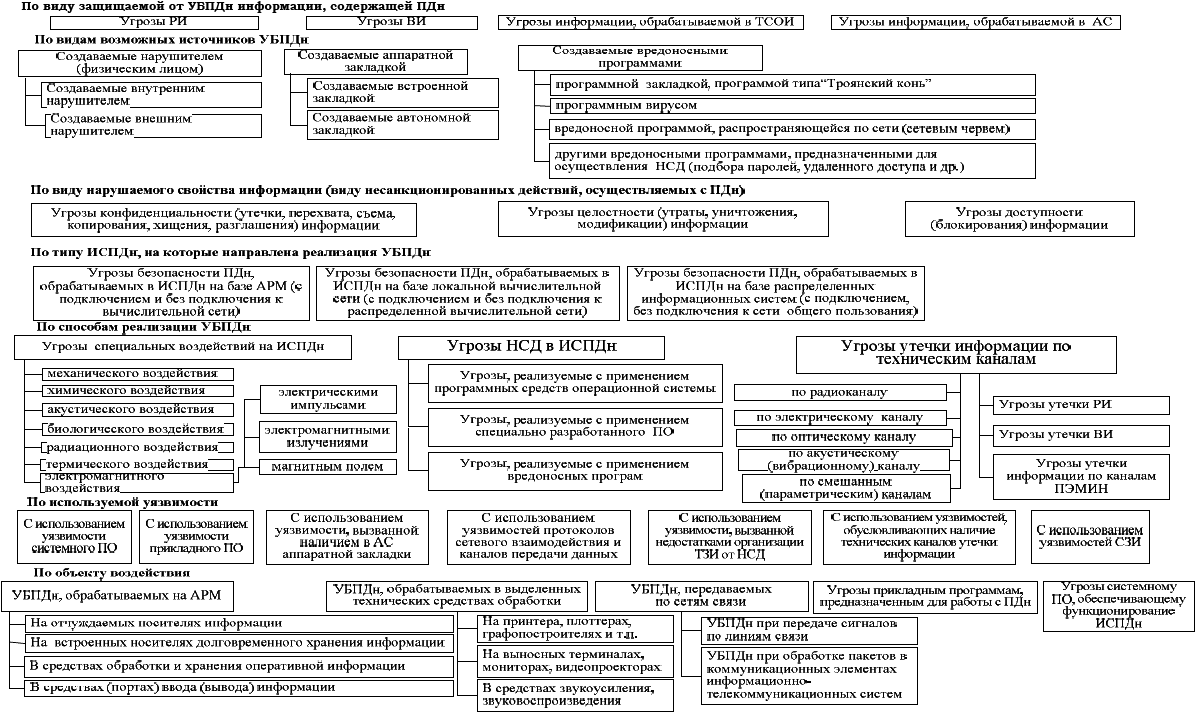 По виду защищаемой от УБПДн информации, содержащей ПДн
Угрозы РИ
Угрозы ВИ
Угрозы информации, обрабатываемой в ТСОИ
Угрозы информации, обрабатываемой в АС
По видам возможных источников УБПДн
Создаваемые нарушителем
(физическим лицом)
Создаваемые внутренним
нарушителем
Создаваемые внешним
нарушителем
Создаваемые аппаратной
закладкой
Создаваемые встроенной
закладкой
Создаваемые автономной
закладкой
Создаваемые вредоносными
программами
программной закладкой, программой типа“Троянский конь”
программным вирусом
вредоносной программой, распространяющейся по сети (сетевым червем)
другими вредоносными программами, предназначенными для
осуществления НСД (подбора паролей, удаленного доступа и др.)
По виду нарушаемого свойства информации (виду несанкционированных действий, осуществляемых с ПДн)
Угрозы конфиденциальности (утечки, перехвата, съема,
копирования, хищения, разглашения) информации
Угрозы целостности (утраты, уничтожения,
модификации) информации
Угрозы доступности
(блокирования) информации
По типу ИСПДн, на которые направлена реализация УБПДн
Угрозы безопасности ПДн,
обрабатываемых в ИСПДн на базе АРМ (с
подключением и без подключения к
вычислительной сети)
Угрозы безопасности ПДн, обрабатываемых в
ИСПДн на базе локальной вычислительной
сети (с подключением и без подключения к
распределенной вычислительной сети)
Угрозы безопасности ПДн, обрабатываемых в
ИСПДн на базе распределенных
информационных систем (с подключением,
без подключения к сети общего пользования)
По способам реализации УБПДн
Угрозы специальных воздействий на ИСПДн
механического воздействия
химического воздействия
акустического воздействия
биологического воздействия
радиационного воздействия
термического воздействия
электромагнитного
воздействия
электрическими
импульсами
электромагнитными
излучениями
магнитным полем
Угрозы НСД в ИСПДн
Угрозы, реализуемые с применением
программных средств операционной системы
Угрозы, реализуемые с применением
специально разработанного ПО
Угрозы, реализуемые с применением
вредоносных програм
Угрозы утечки информации по
техническим каналам
по радиоканалу
по электрическому каналу
по оптическому каналу
по акустическому
(вибрационному) каналу
по смешанным
(параметрическим) каналам
Угрозы утечки РИ
Угрозы утечки ВИ
Угрозы утечки
информации по каналам
ПЭМИН
По используемой уязвимости
С использованием
уязвимости
системного ПО
С использованием
уязвимости
прикладного ПО
С использованием
уязвимости, вызванной
наличием в АС
аппаратной закладки
С использованием
уязвимостей протоколов
сетевого взаимодействия и
каналов передачи данных
С использованием
уязвимости, вызванной
недостатками организации
ТЗИ от НСД
С использованием уязвимостей,
обусловливающих наличие
технических каналов утечки
информации
С использованием
уязвимостей СЗИ
По объекту воздействия
УБПДн, обрабатываемых на АРМ
На отчуждаемых носителях информации
На встроенных носителях долговременного хранения информации
В средствах обработки и хранения оперативной информации
В средствах (портах) ввода (вывода) информации
УБПДн, обрабатываемых в выделенных
технических средствах обработки
На принтера, плоттерах,
графопостроителях и т.п.
На выносных терминалах,
мониторах, видеопроекторах
В средствах звукоусиления,
звуковоспроизведения
УБПДн, передаваемых
по сетям связи
УБПДн при передаче сигналов
по линиям связи
УБПДн при обработке пакетов в
коммуникационных элементах
информационно-
телекоммуникационных систем
Угрозы прикладным программам,
предназначенным для работы с ПДн
Угрозы системному
ПО, обеспечивающему
функционирование
ИСПДн